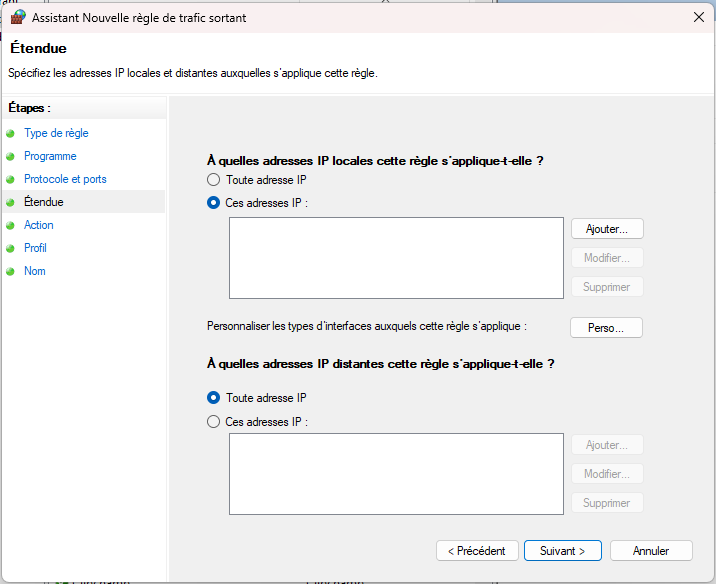 Assistant Nouvelle règle de trafic sortant
Étendue
Spécifiez les adresses IP locales et distantes auxquelles s'applique cette règle.
Étapes :
Type de règle
Programme
Protocole et ports
Étendue
Action
Profil
Nom
À quelles adresses IP locales cette règle s'applique-t-elle ?
Toute adresse IP
Ces adresses IP :
Ajouter...
Modifier...
Supprimer
Personnaliser les types d'interfaces auxquels cette règle s'applique :
Perso...
À quelles adresses IP distantes cette règle s'applique-t-elle ?
Toute adresse IP
Ces adresses IP :
Ajouter...
Modifier...
Supprimer
< Précédent
Suivant >
Annuler